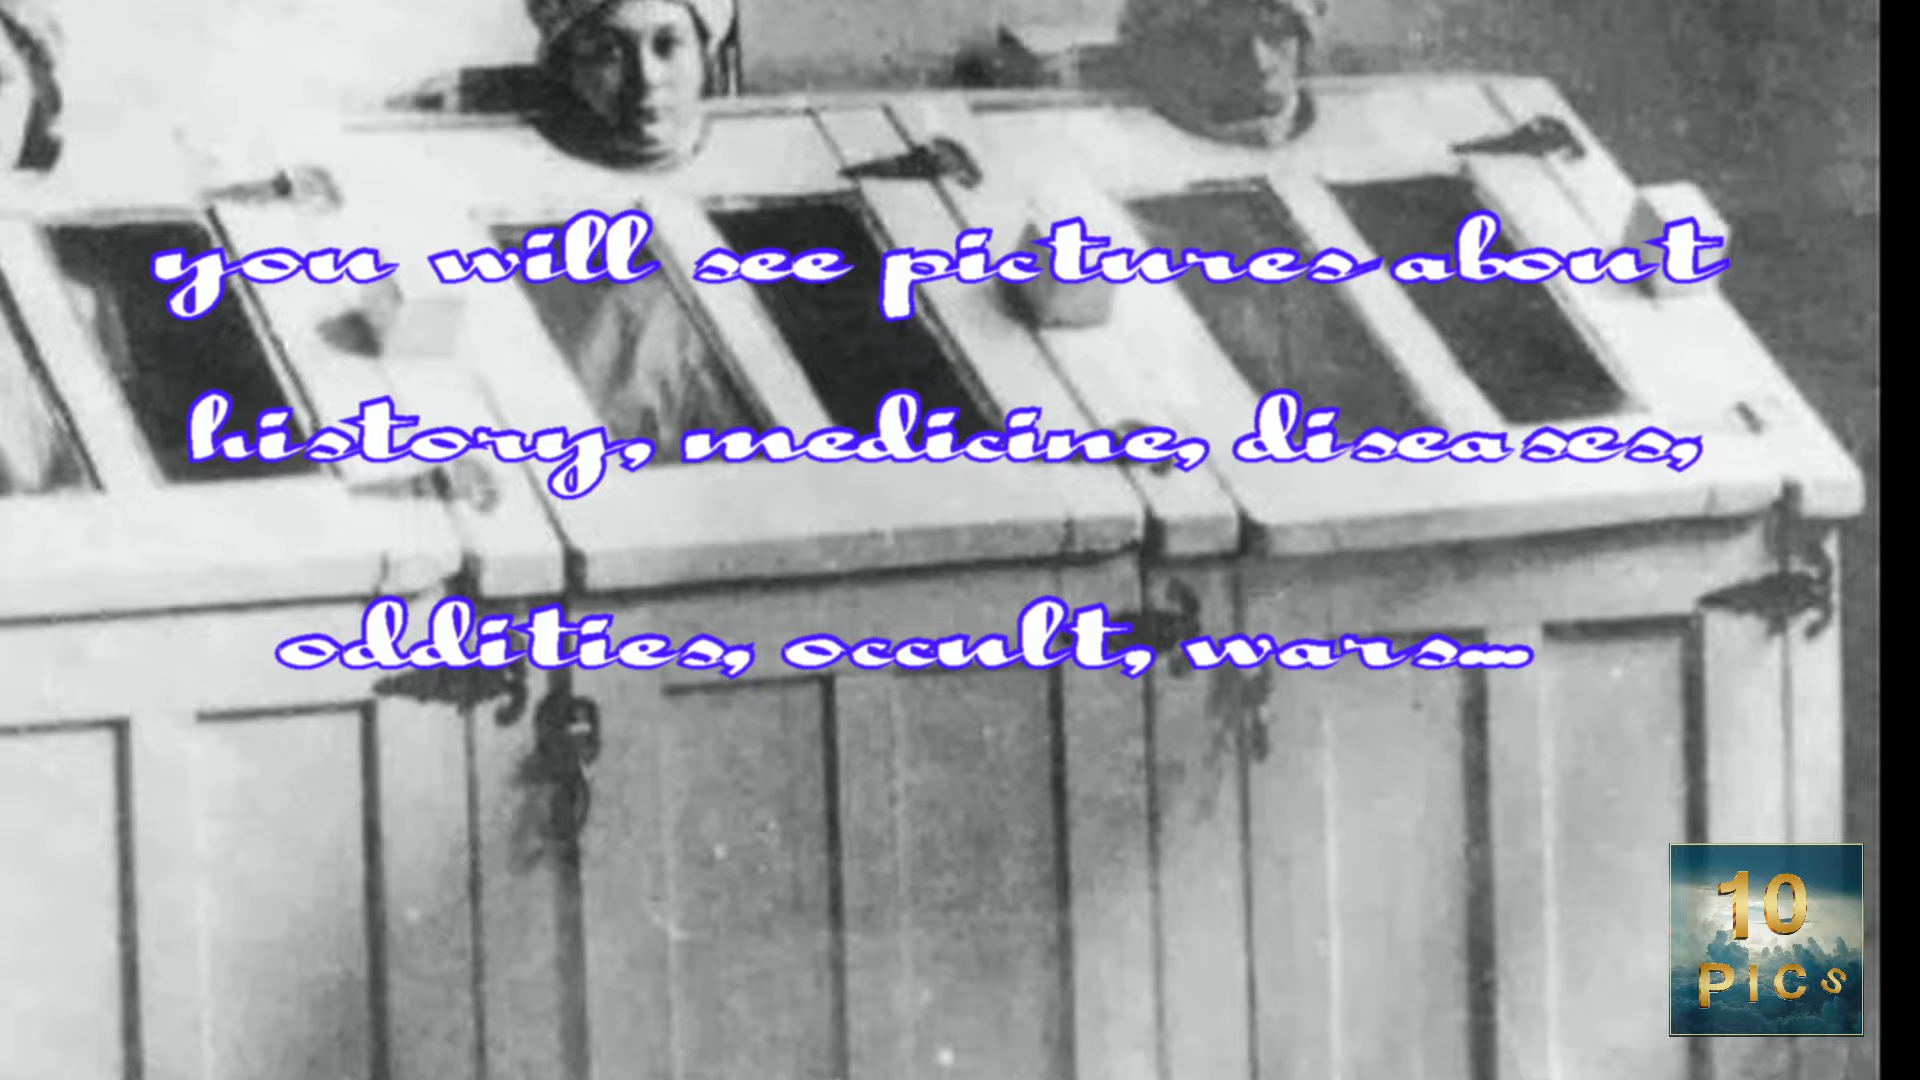 you will see pictures about
history, medicine, diseases,
oddities, occult, wars...
10
PICS